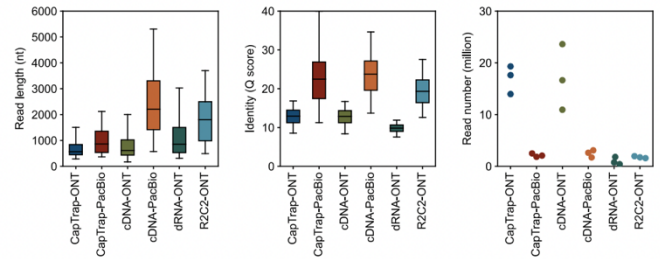 Read length (nt)
6000
5000
4000
3000
2000
1000
0
CapTrap-ONT
CapTrap-PacBio
cDNA-ONT
cDNA-PacBio
dRNA-ONT
R2C2-ONT
Identity (Q score)
40
30
20
10
0
CapTrap-ONT
CapTrap-PacBio
cDNA-ONT
cDNA-PacBio
dRNA-ONT
R2C2-ONT
Read number (million)
30
20
10
0
CapTrap-ONT
CapTrap-PacBio
cDNA-ONT
cDNA-PacBio
dRNA-ONT
R2C2-ONT